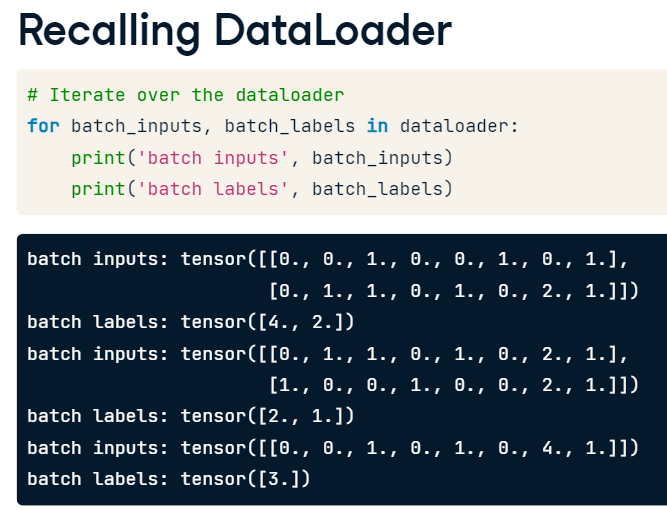 Recalling DataLoader
# Iterate over the dataloader
for batch_inputs, batch_labels in dataloader:
    print('batch inputs', batch_inputs)
    print('batch labels', batch_labels)
batch inputs: tensor([[0., 0., 1., 0., 0., 1., 0., 1.],
                      [0., 1., 1., 0., 1., 0., 2., 1.]])
batch labels: tensor([4., 2.])
batch inputs: tensor([[0., 1., 1., 0., 1., 0., 2., 1.],
                      [1., 0., 0., 1., 0., 0., 2., 1.]])
batch labels: tensor([2., 1.])
batch inputs: tensor([[0., 0., 1., 0., 1., 0., 4., 1.]])
batch labels: tensor([3.])